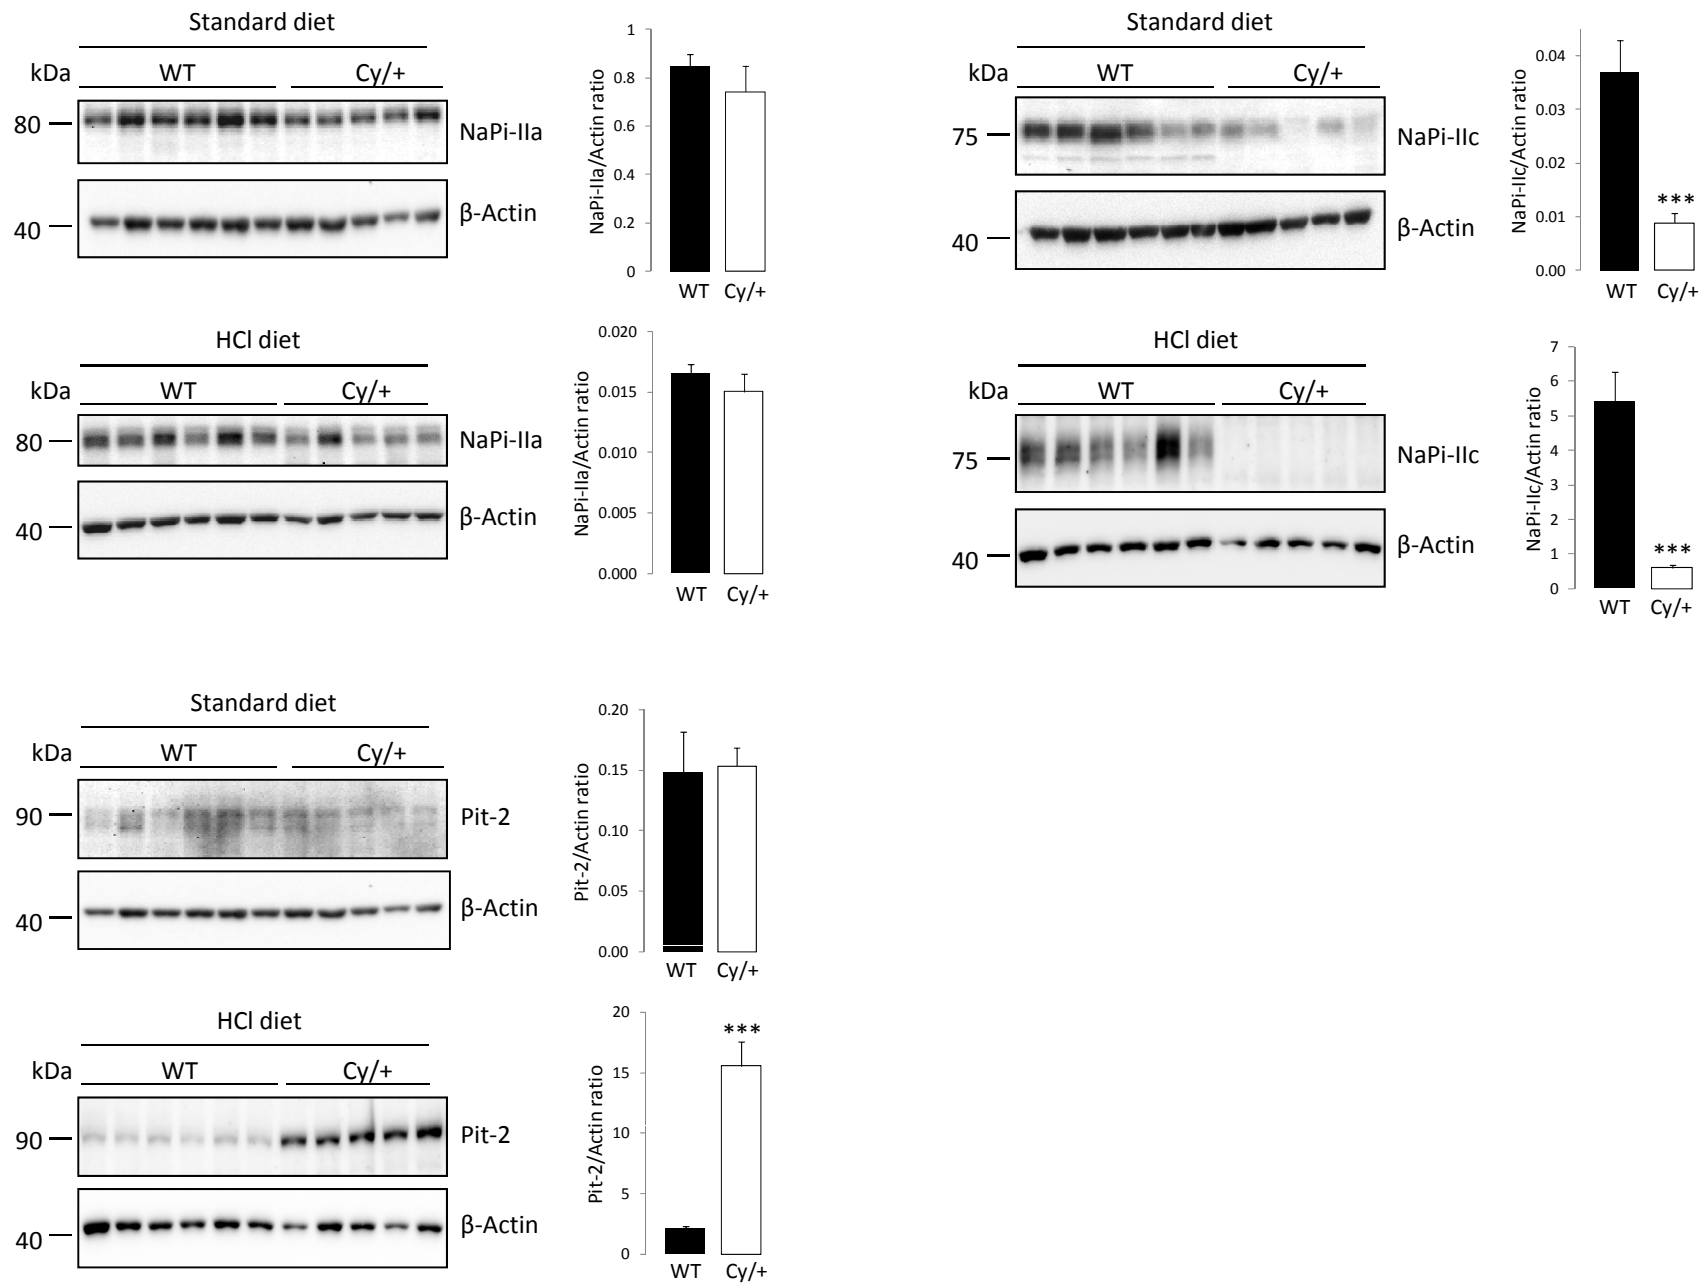 Standard diet
kDa WT Cy/+
80 NaPi-IIa
40 β-Actin
1
0.8
0.6
0.4
0.2
0
NaPi-IIa/Actin ratio
WT Cy/+
Standard diet
kDa WT Cy/+
75 NaPi-IIc
40 β-Actin
0.04
0.03
0.02
0.01
0.00
NaPi-IIc/Actin ratio
***
WT Cy/+
HCl diet
kDa WT Cy/+
80 NaPi-IIa
40 β-Actin
0.020
0.015
0.010
0.005
0.000
NaPi-IIa/Actin ratio
WT Cy/+
HCl diet
kDa WT Cy/+
75 NaPi-IIc
40 β-Actin
7
6
5
4
3
2
1
0
NaPi-IIc/Actin ratio
***
WT Cy/+
Standard diet
kDa WT Cy/+
90 Pit-2
40 β-Actin
0.20
0.15
0.10
0.05
0.00
Pit-2/Actin ratio
WT Cy/+
HCl diet
kDa WT Cy/+
90 Pit-2
40 β-Actin
20
15
10
5
0
Pit-2/Actin ratio
***
WT Cy/+